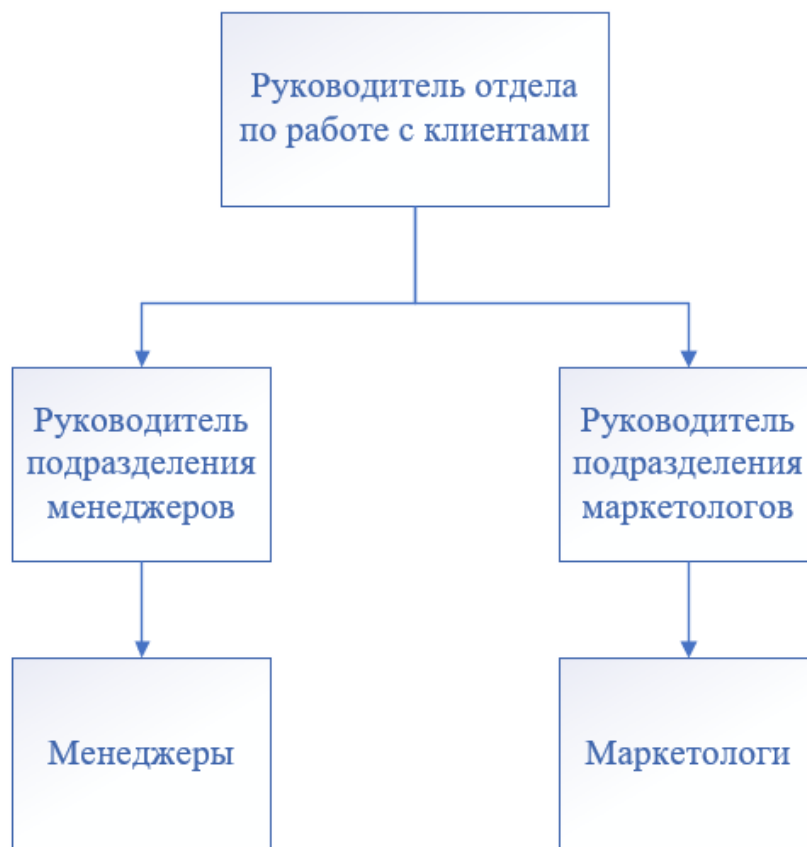 Руководитель отдела
по работе с клиентами
Руководитель
подразделения
менеджеров
Руководитель
подразделения
маркетологов
Менеджеры
Маркетологи